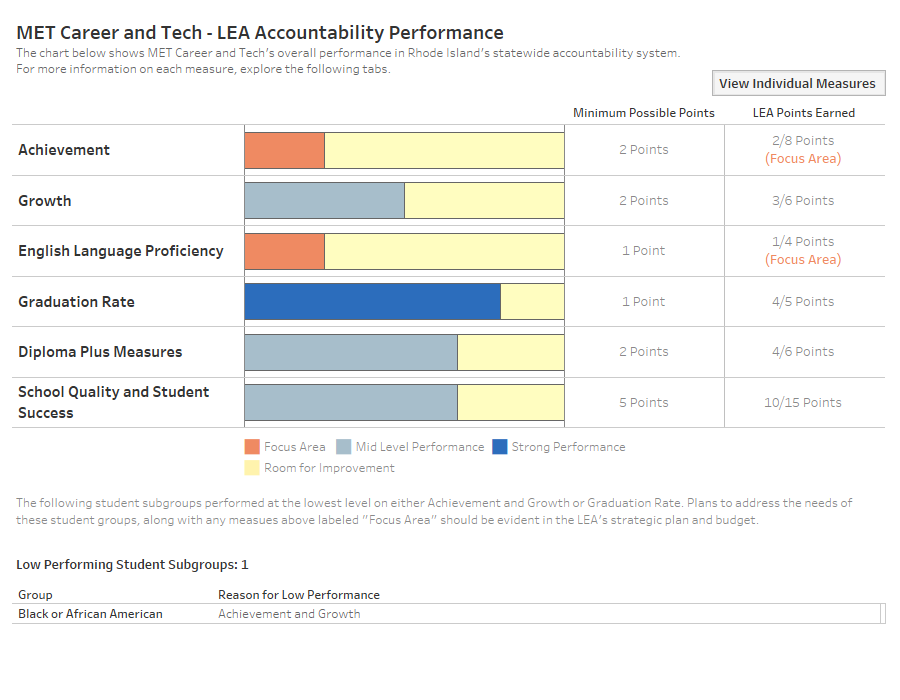 MET Career and Tech - LEA Accountability Performance
The chart below shows MET Career and Tech's overall performance in Rhode Island's statewide accountability system.
For more information on each measure, explore the following tabs.
View Individual Measures
Minimum Possible Points LEA Points Earned
Achievement 2 Points 2/8 Points
(Focus Area)
Growth 2 Points 3/6 Points
English Language Proficiency 1 Point 1/4 Points
(Focus Area)
Graduation Rate 1 Point 4/5 Points
Diploma Plus Measures 2 Points 4/6 Points
School Quality and Student
Success 5 Points 10/15 Points
Focus Area Mid Level Performance Strong Performance
Room for Improvement
The following student subgroups performed at the lowest level on either Achievement and Growth or Graduation Rate. Plans to address the needs of
these student groups, along with any measues above labeled "Focus Area" should be evident in the LEA's strategic plan and budget.
Low Performing Student Subgroups: 1
Group Reason for Low Performance
Black or African American Achievement and Growth